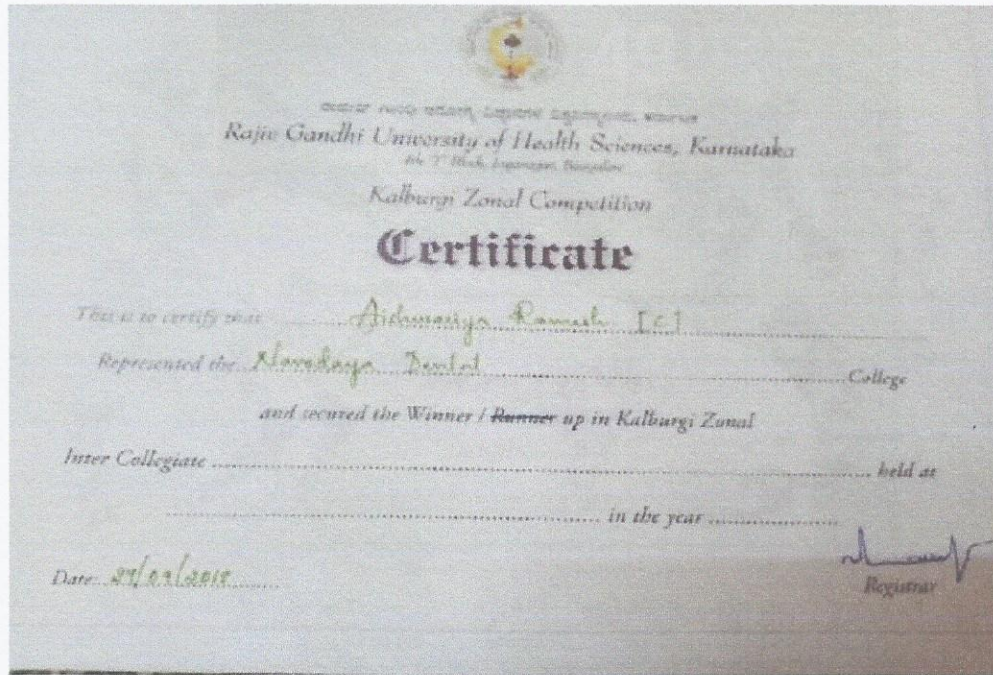 Rajiv Gandhi University of Health Sciences, Karnataka
Kalburgi Zonal Competition
Certificate
This is to certify that Aishwariya Ramesh [C]
Represented the Navodaya Dental College
and secured the Winner / Runner up in Kalburgi Zonal
Inter Collegiate held at
in the year
Date:
Registrar